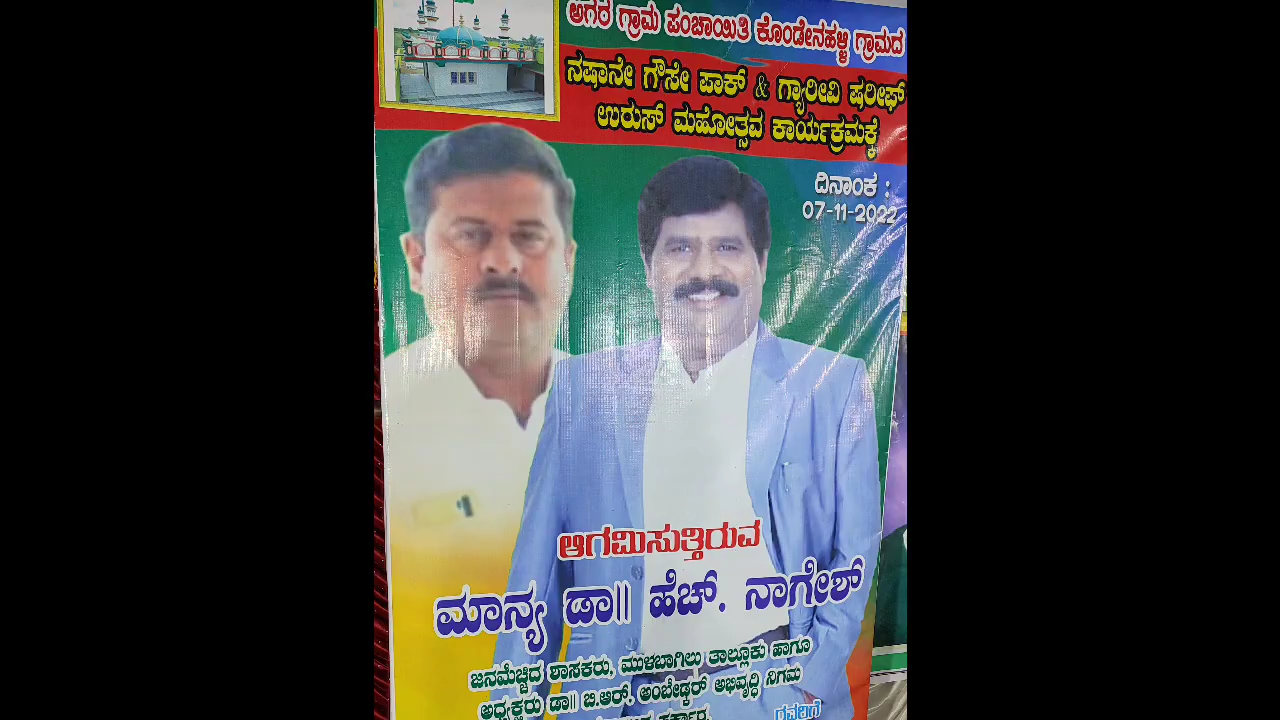 ಅಗರ ಗ್ರಾಮ ಪಂಚಾಯಿತಿ ಕೊಂಡೇನಹಳ್ಳಿ ಗ್ರಾಮದ
ನಷಾನೇ ಗೌಸೇ ಪಾಕ್ & ಗ್ಯಾರೀವಿ ಷರೀಫ್
ಉರುಸ್ ಮಹೋತ್ಸವ ಕಾರ್ಯಕ್ರಮಕ್ಕೆ
ದಿನಾಂಕ :
07-11-2022
ಆಗಮಿಸುತ್ತಿರುವ
ಮಾನ್ಯ ಡಾ|| ಹೆಚ್. ನಾಗೇಶ್
ಜನಮೆಚ್ಚಿದ ಶಾಸಕರು, ಮುಳಬಾಗಿಲು ತಾಲ್ಲೂಕು ಹಾಗೂ
ಅಧ್ಯಕ್ಷರು ಡಾ|| ಬಿ.ಆರ್. ಅಂಬೇಡ್ಕರ್ ಅಭಿವೃದ್ಧಿ ನಿಗಮ
ರವರಿಗೆ